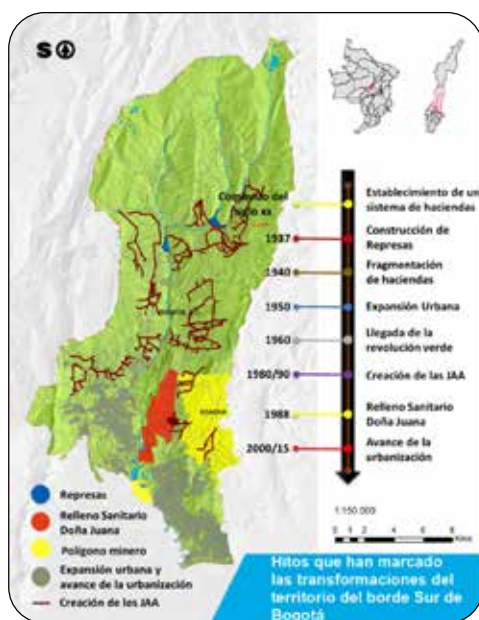 S
Comienzo del
siglo xx
Establecimiento de un
sistema de haciendas
1937
Construcción de
Represas
1940
Fragmentación
de haciendas
1950
Expansión Urbana
1960
Llegada de la
revolución verde
1980/90
Creación de las JAA
1988
Relleno Sanitario
Doña Juana
2000/15
Avance de la
urbanización
Represas
Relleno Sanitario
Doña Juana
Polígono minero
Expansión urbana y
avance de la urbanización
Creación de las JAA
1:150.000
0 1 2 4 6 8
Hitos que han marcado
las transformaciones del
territorio del borde Sur de
Bogotá